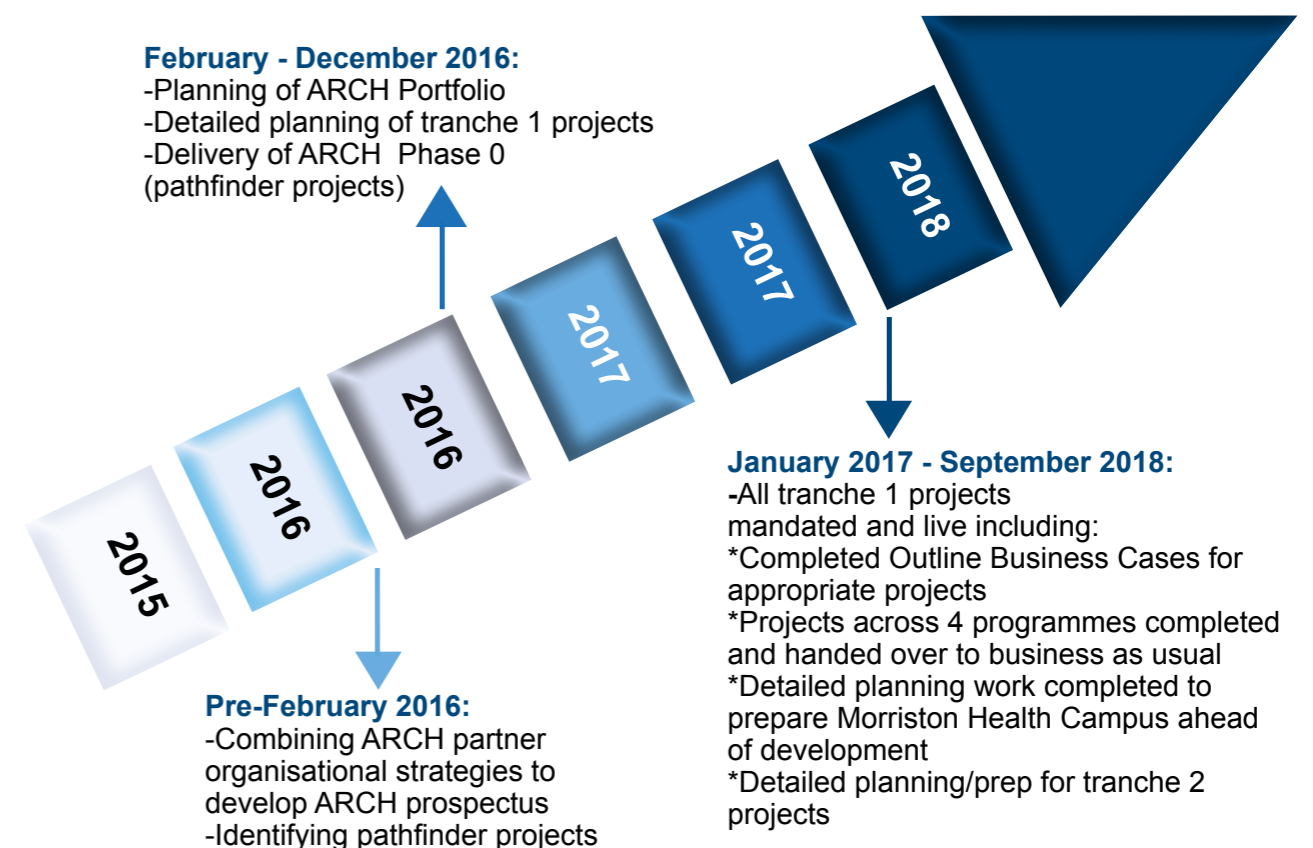 February - December 2016:
-Planning of ARCH Portfolio
-Detailed planning of tranche 1 projects
-Delivery of ARCH  Phase 0
(pathfinder projects)
2015
2016
2016
2017
2017
2018
Pre-February 2016:
-Combining ARCH partner
organisational strategies to
develop ARCH prospectus
-Identifying pathfinder projects
January 2017 - September 2018:
-All tranche 1 projects
mandated and live including:
*Completed Outline Business Cases for
appropriate projects
*Projects across 4 programmes completed
and handed over to business as usual
*Detailed planning work completed to
prepare Morriston Health Campus ahead
of development
*Detailed planning/prep for tranche 2
projects